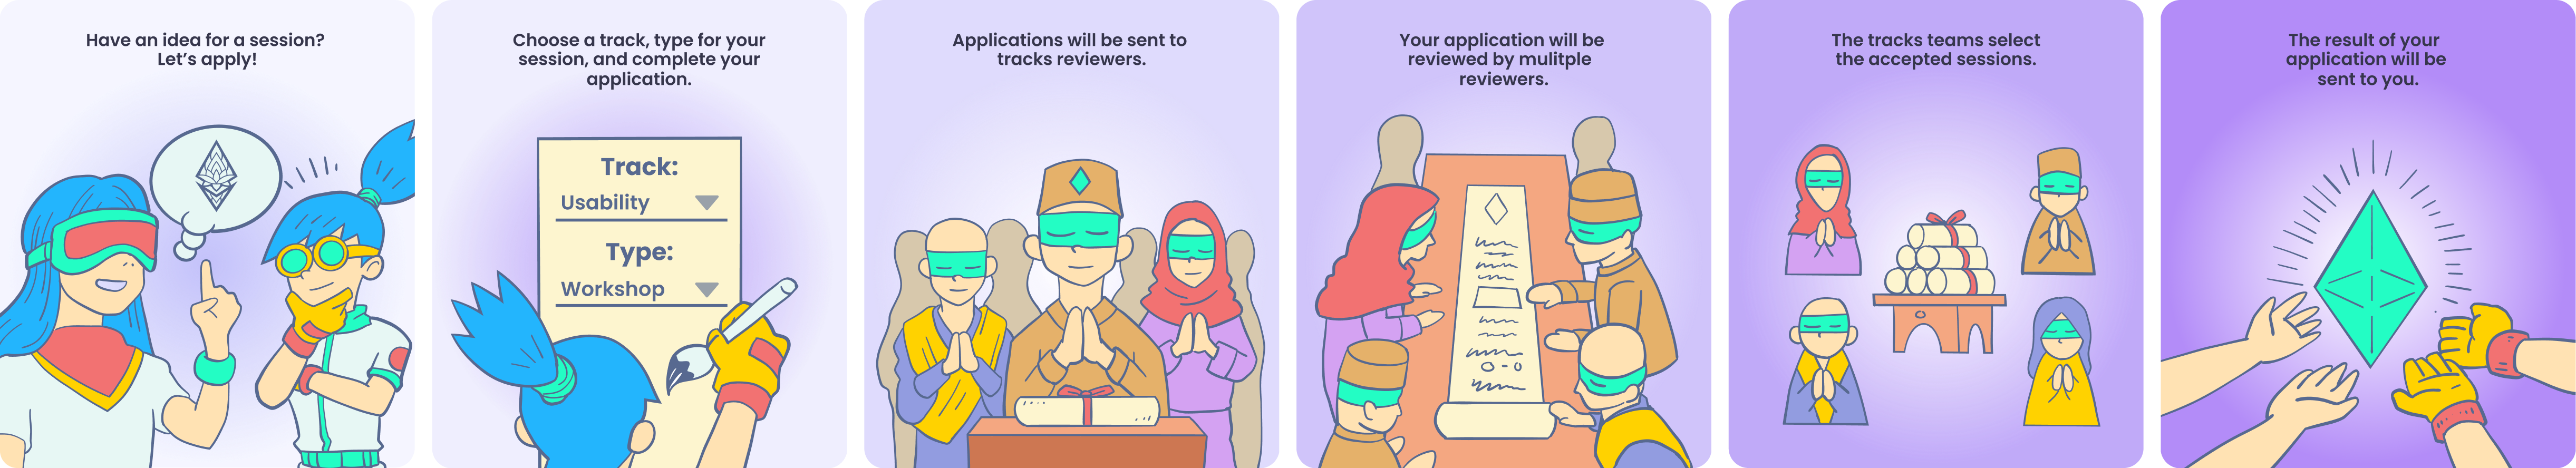 Have an idea for a session?
Let’s apply!
Choose a track, type for your
session, and complete your
application.
Track:
Usability
Type:
Workshop
Applications will be sent to
tracks reviewers.
Your application will be
reviewed by mulitple
reviewers.
The tracks teams select
the accepted sessions.
The result of your
application will be
sent to you.